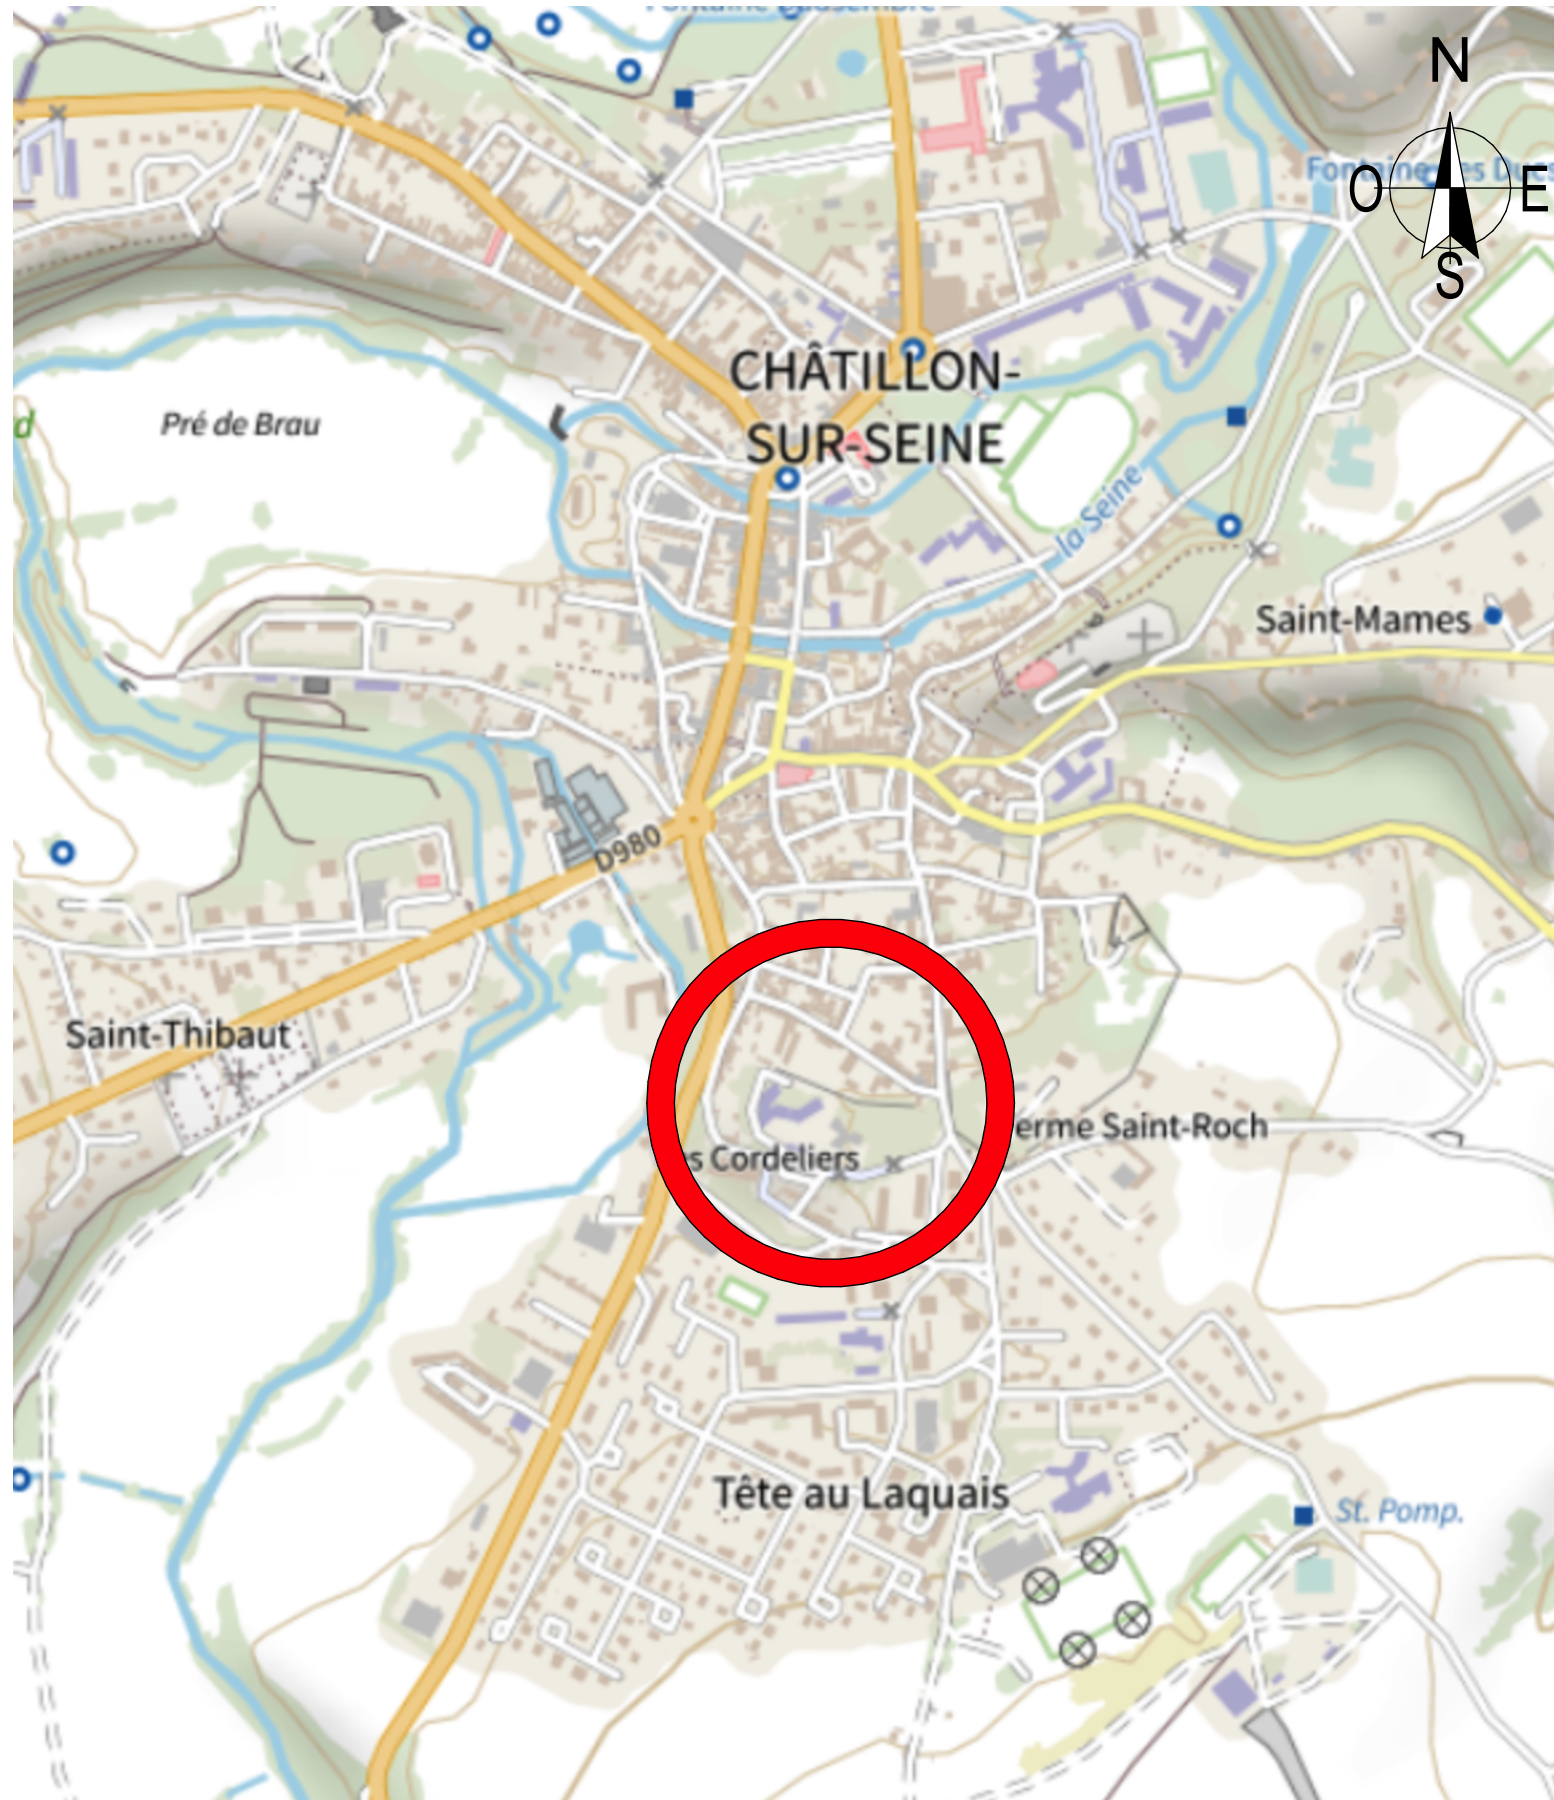 N
O
E
S
Pré de Brau
CHÂTILLON-
SUR-SEINE
la Seine
Saint-Mames
D980
Saint-Thibaut
erme Saint-Roch
s Cordeliers
Tête au Laquais
St. Pomp.
d